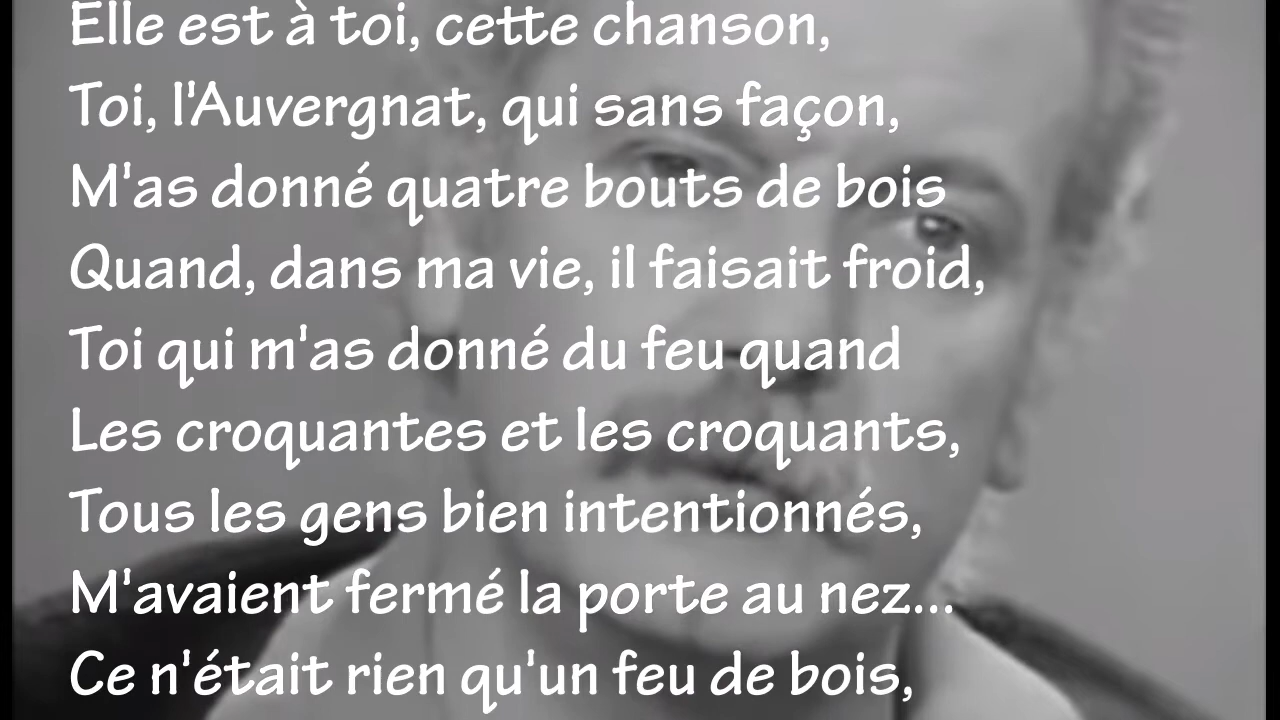 Elle est à toi, cette chanson,
Toi, l'Auvergnat, qui sans façon,
M'as donné quatre bouts de bois
Quand, dans ma vie, il faisait froid,
Toi qui m'as donné du feu quand
Les croquantes et les croquants,
Tous les gens bien intentionnés,
M'avaient fermé la porte au nez...
Ce n'était rien qu'un feu de bois,